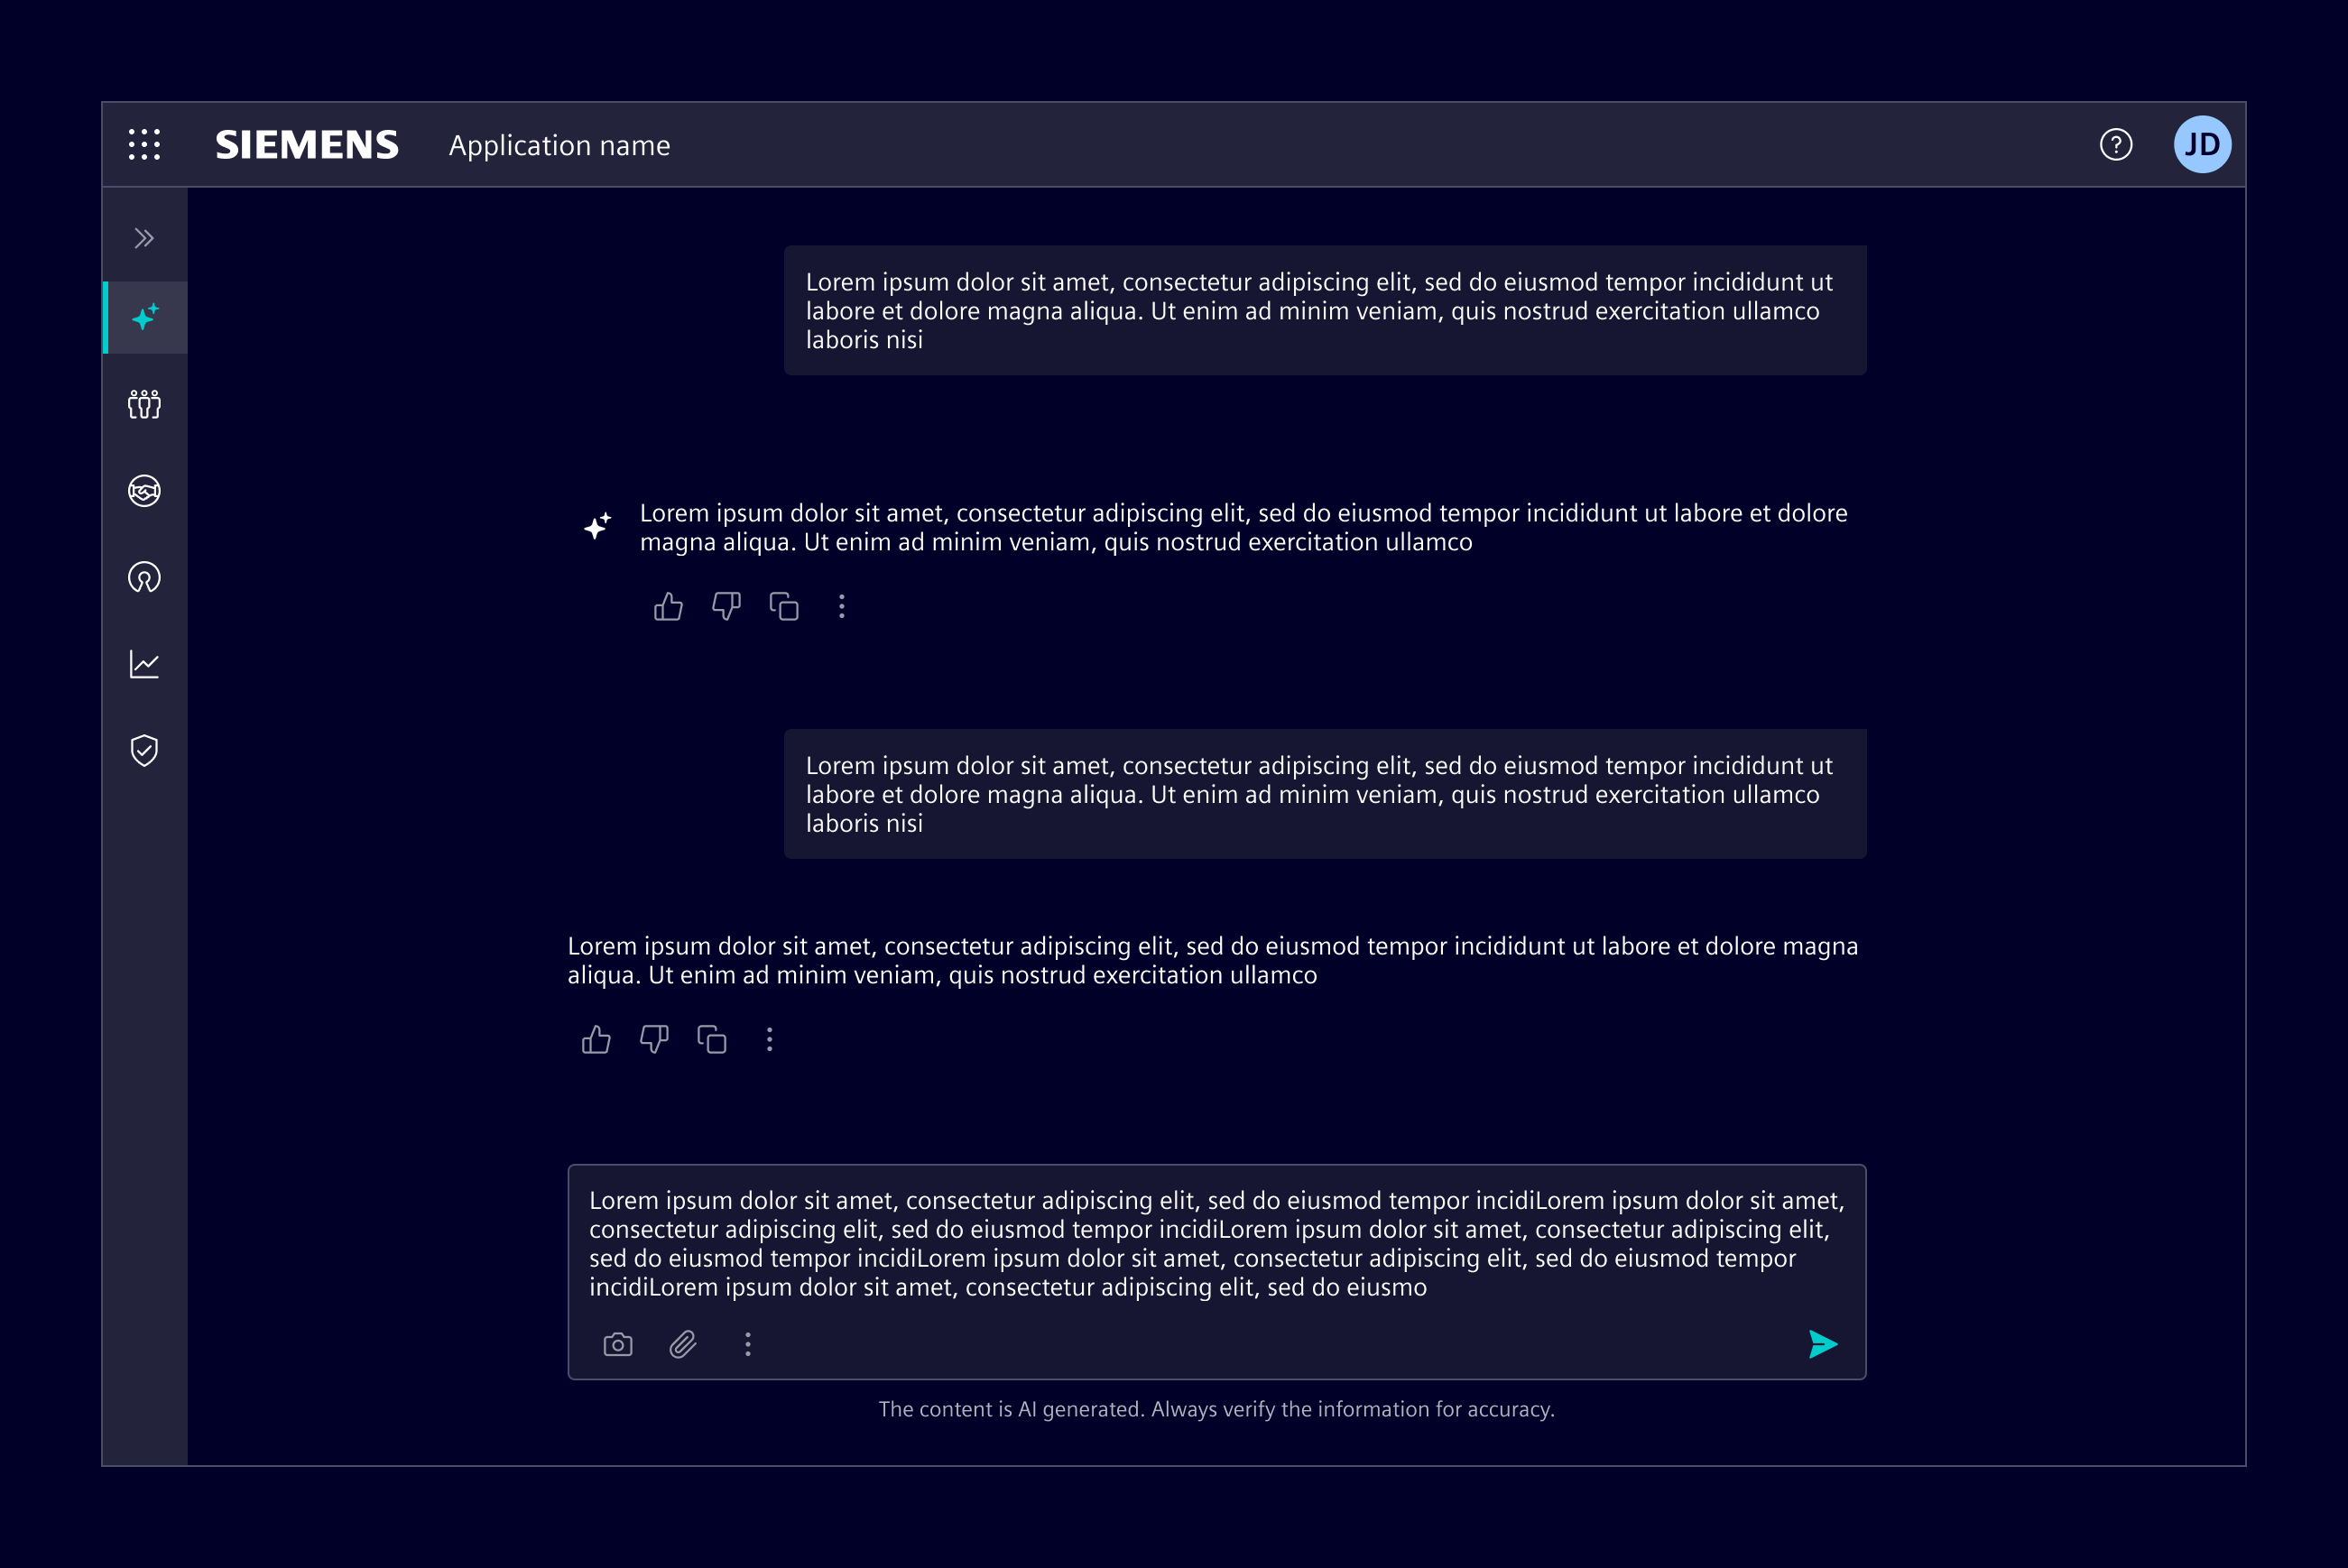 SIEMENS Application name JD
Lorem ipsum dolor sit amet, consectetur adipiscing elit, sed do eiusmod tempor incididunt ut
labore et dolore magna aliqua. Ut enim ad minim veniam, quis nostrud exercitation ullamco
laboris nisi
Lorem ipsum dolor sit amet, consectetur adipiscing elit, sed do eiusmod tempor incididunt ut labore et dolore
magna aliqua. Ut enim ad minim veniam, quis nostrud exercitation ullamco
Lorem ipsum dolor sit amet, consectetur adipiscing elit, sed do eiusmod tempor incididunt ut
labore et dolore magna aliqua. Ut enim ad minim veniam, quis nostrud exercitation ullamco
laboris nisi
Lorem ipsum dolor sit amet, consectetur adipiscing elit, sed do eiusmod tempor incididunt ut labore et dolore magna
aliqua. Ut enim ad minim veniam, quis nostrud exercitation ullamco
Lorem ipsum dolor sit amet, consectetur adipiscing elit, sed do eiusmod tempor incidiLorem ipsum dolor sit amet,
consectetur adipiscing elit, sed do eiusmod tempor incidiLorem ipsum dolor sit amet, consectetur adipiscing elit,
sed do eiusmod tempor incidiLorem ipsum dolor sit amet, consectetur adipiscing elit, sed do eiusmod tempor
incidiLorem ipsum dolor sit amet, consectetur adipiscing elit, sed do eiusmo
The content is AI generated. Always verify the information for accuracy.